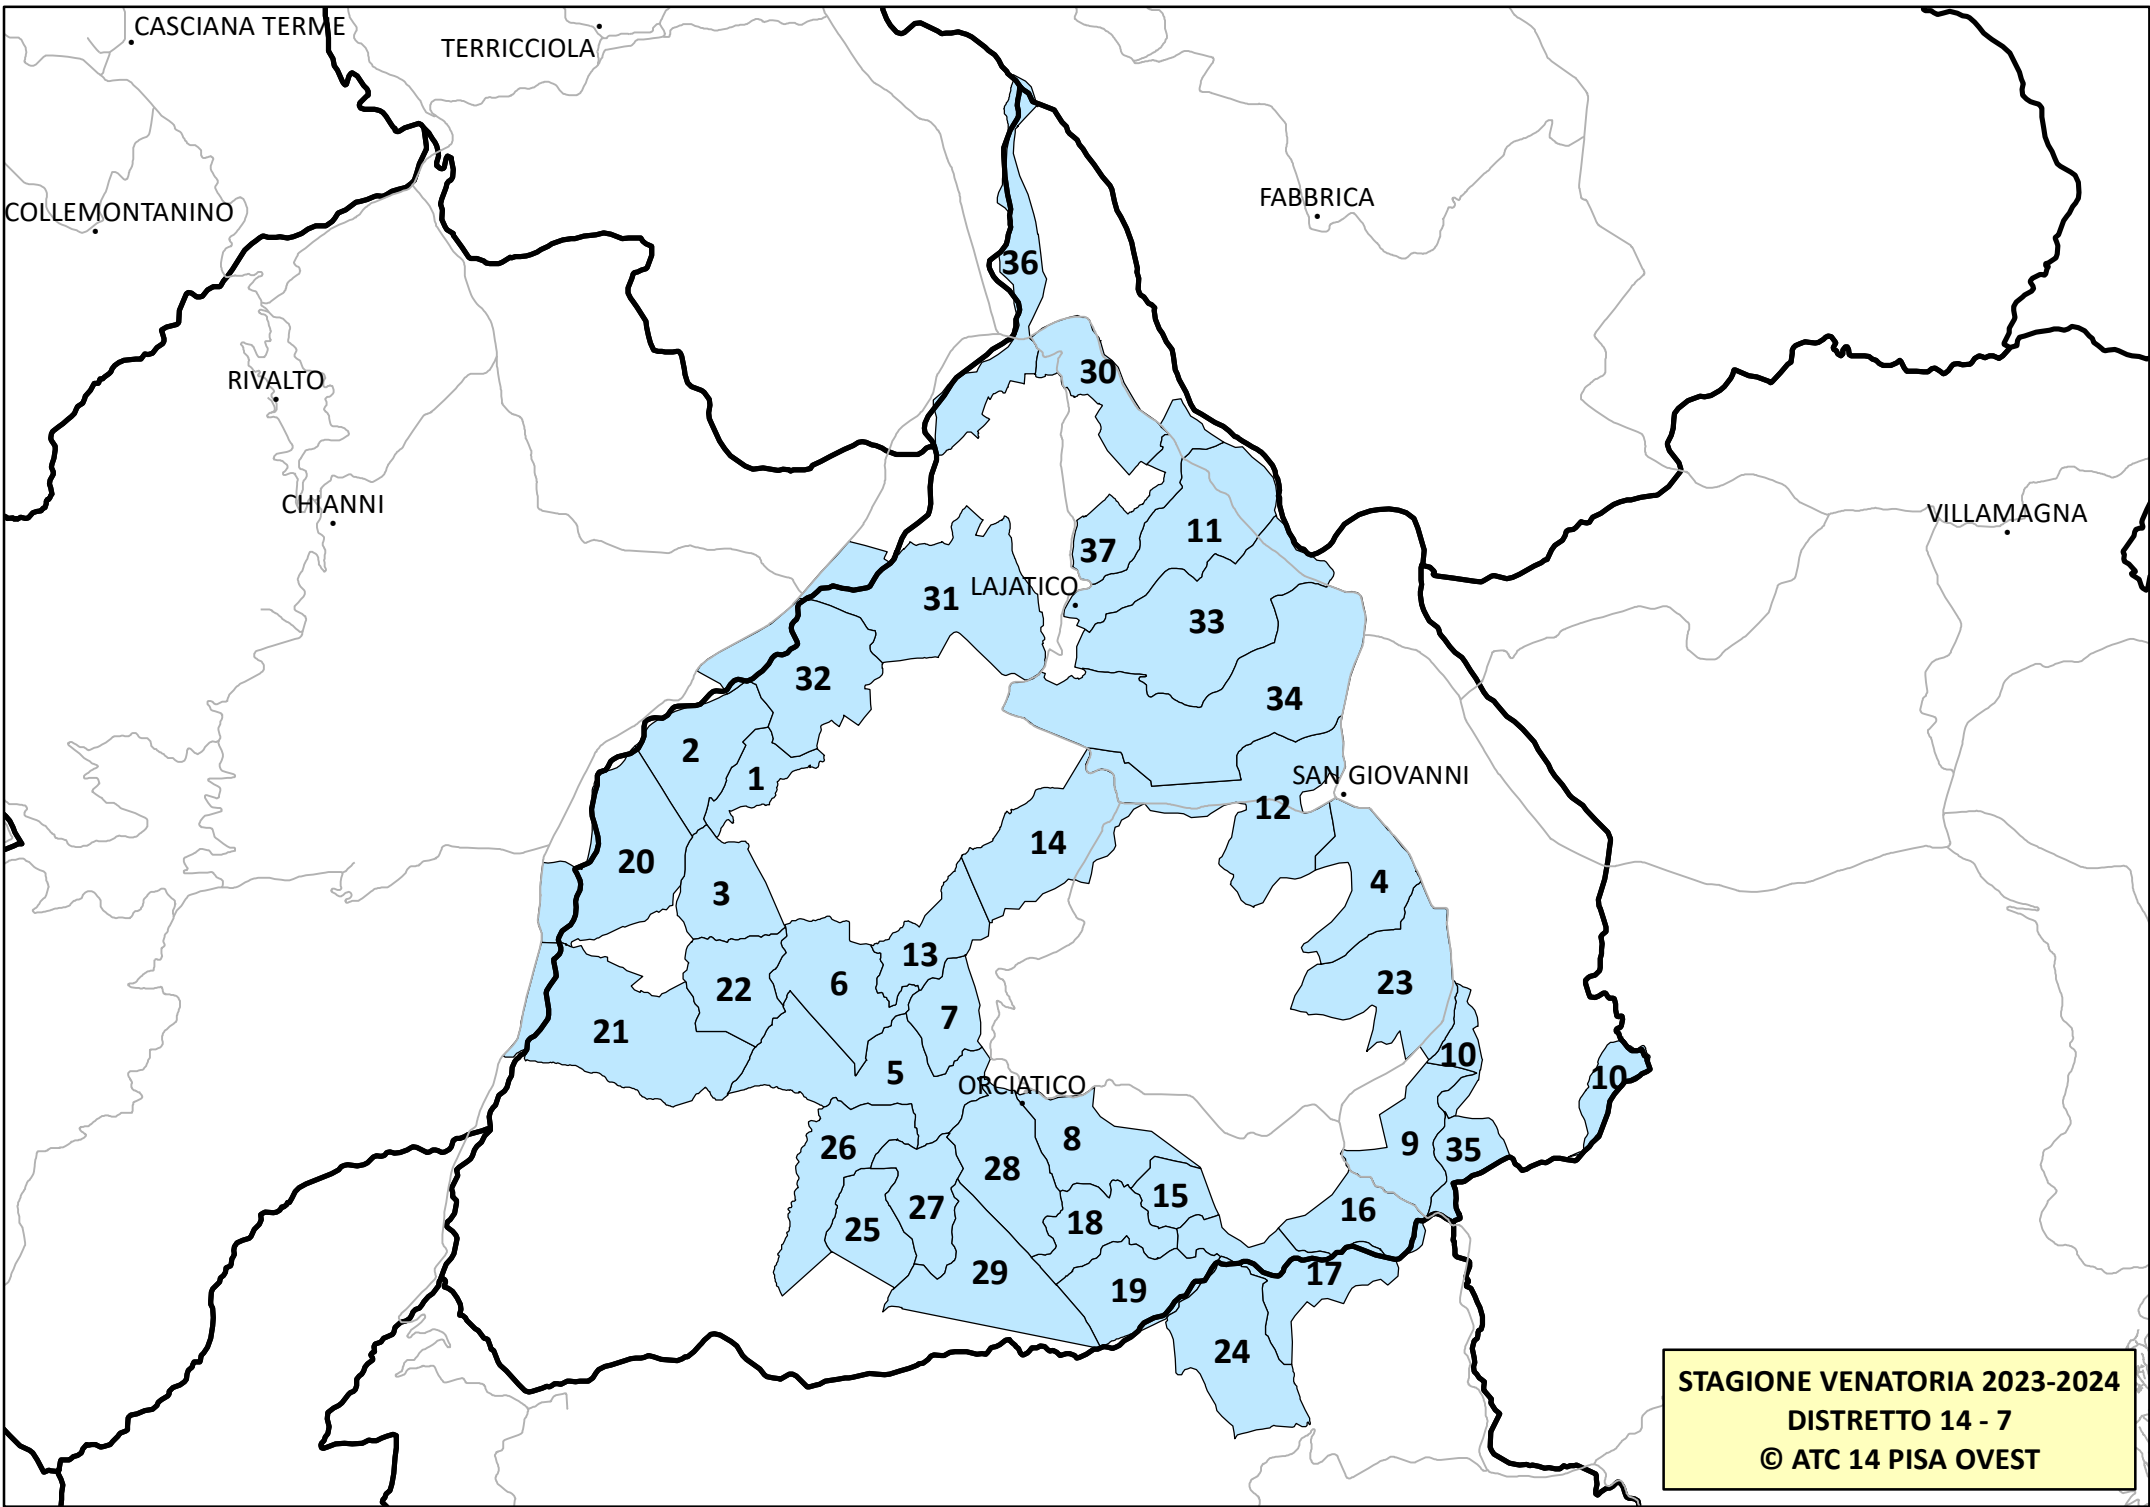 CASCIANA TERME
TERRICCIOLA
COLLEMONTANINO
FABBRICA
36
RIVALTO
30
CHIANNI
VILLAMAGNA
11
37
LAJATICO
31
33
32
34
2
1
SAN GIOVANNI
12
14
20
3
4
13
6
22
23
7
21
10
5
10
ORCIATICO
8
26
9
35
28
15
27
16
18
25
29
17
19
24
STAGIONE VENATORIA 2023-2024
DISTRETTO 14 - 7
© ATC 14 PISA OVEST